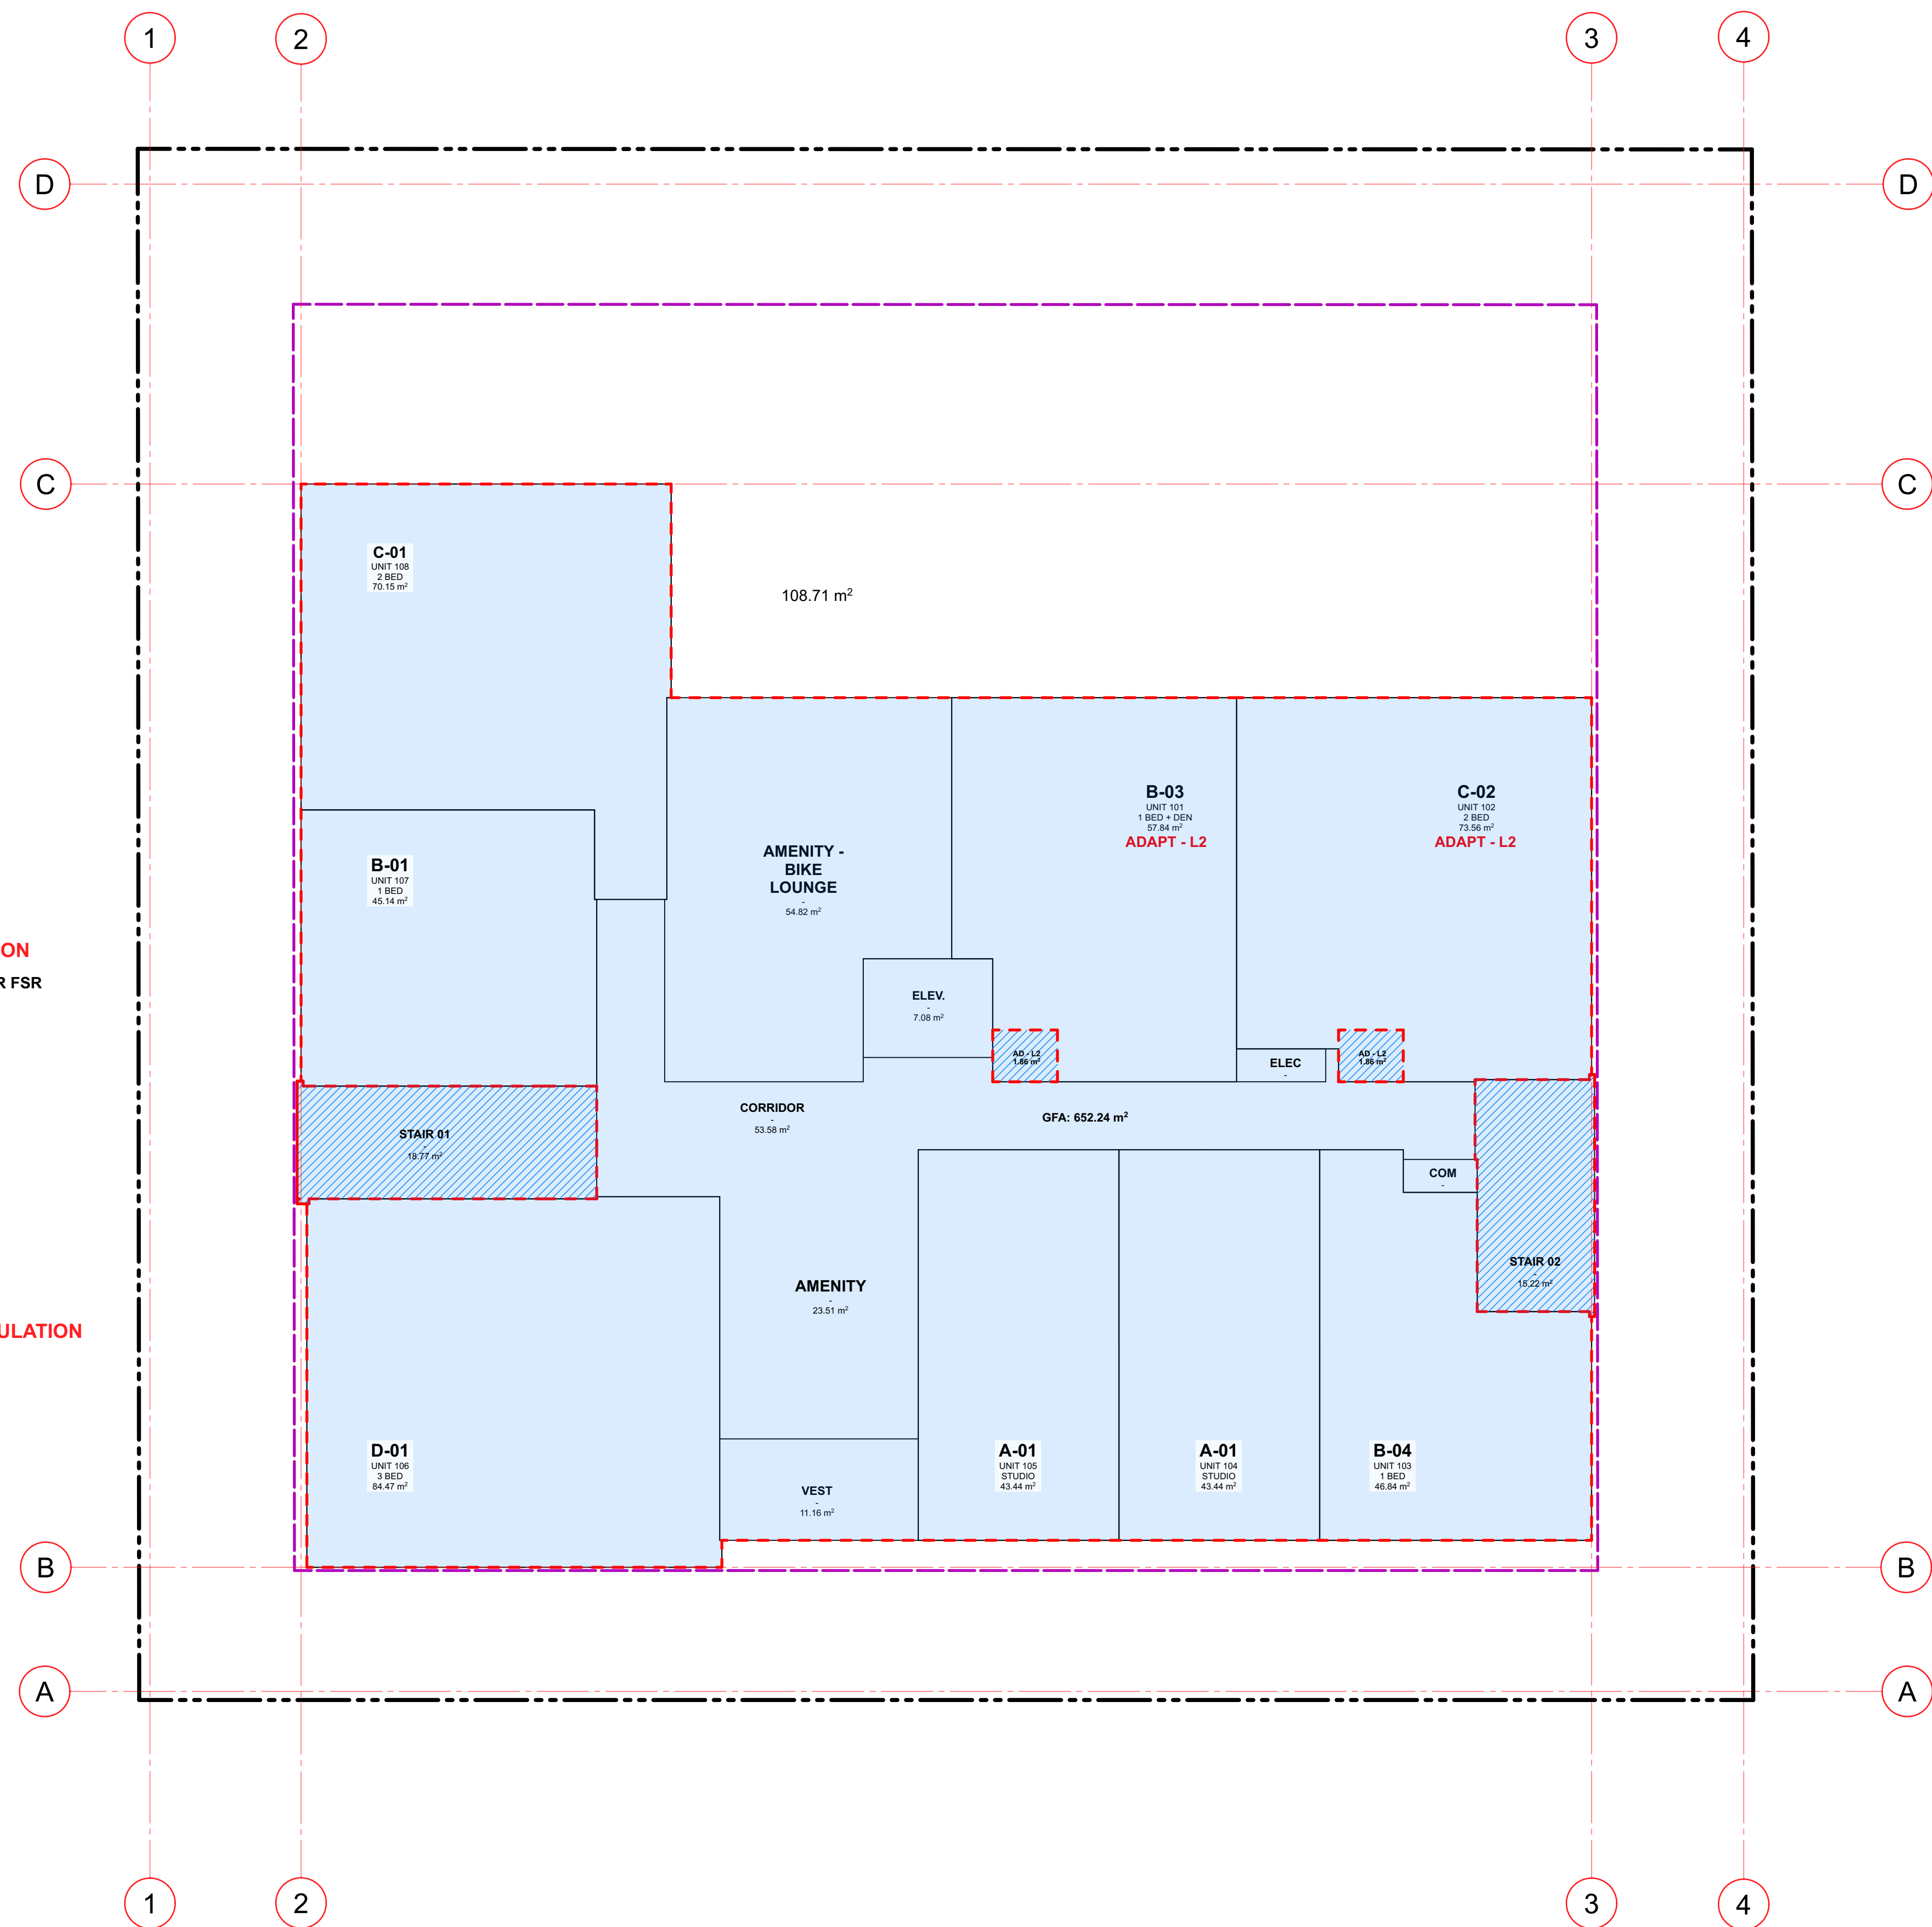 1
2
3
4
D
D
C
C
C-01
UNIT 108
2 BED
70.15 m²
108.71 m²
B-03
UNIT 101
1 BED + DEN
57.84 m²
ADAPT - L2
C-02
UNIT 102
2 BED
73.56 m²
ADAPT - L2
AMENITY -
BIKE
LOUNGE
-
54.82 m²
B-01
UNIT 107
1 BED
45.14 m²
ON
R FSR
ELEV.
-
7.08 m²
AD - L2
1.86 m²
ELEC
-
AD - L2
1.86 m²
CORRIDOR
-
53.58 m²
GFA: 652.24 m²
STAIR 01
-
18.77 m²
COM
-
STAIR 02
-
15.22 m²
AMENITY
-
23.51 m²
ULATION
D-01
UNIT 106
3 BED
84.47 m²
VEST
-
11.16 m²
A-01
UNIT 105
STUDIO
43.44 m²
A-01
UNIT 104
STUDIO
43.44 m²
B-04
UNIT 103
1 BED
46.84 m²
B
B
A
A
1
2
3
4